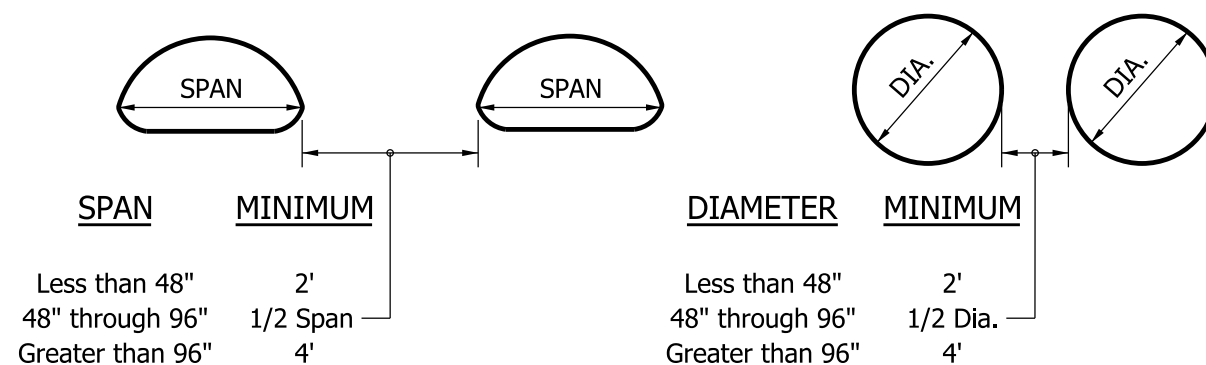 SPAN
SPAN
DIA.
DIA.
SPAN MINIMUM
Less than 48" 2'
48" through 96" 1/2 Span
Greater than 96" 4'
DIAMETER MINIMUM
Less than 48" 2'
48" through 96" 1/2 Dia.
Greater than 96" 4'